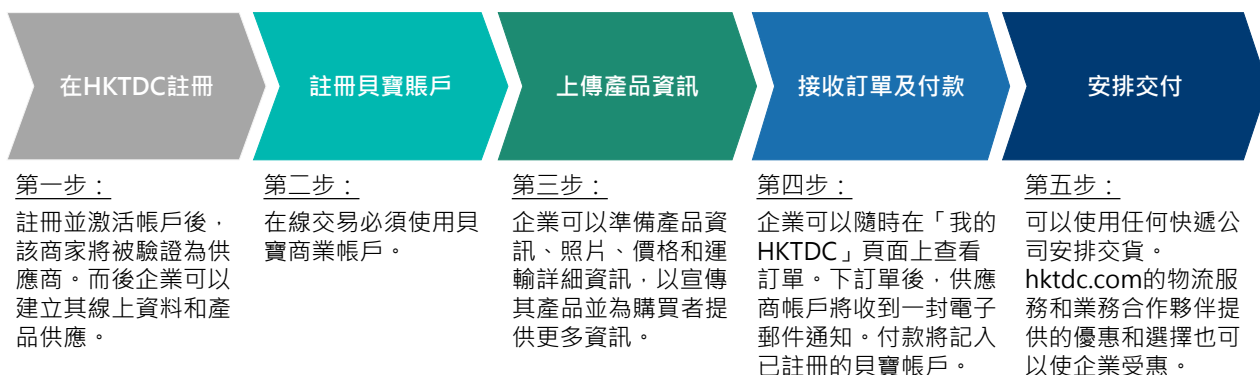 在HKTDC註冊
註冊貝寶賬戶
上傳產品資訊
接收訂單及付款
安排交付
第一步：
註冊並激活帳戶後，
該商家將被驗證為供
應商。而後企業可以
建立其線上資料和產
品供應。
第二步：
在線交易必須使用貝
寶商業帳戶。
第三步：
企業可以準備產品資
訊、照片、價格和運
輸詳細資訊，以宣傳
其產品並為購買者提
供更多資訊。
第四步：
企業可以隨時在「我的
HKTDC」頁面上查看
訂單。下訂單後，供應
商帳戶將收到一封電子
郵件通知。付款將記入
已註冊的貝寶帳戶。
第五步：
可以使用任何快遞公
司安排交貨。
hktdc.com的物流服
務和業務合作夥伴提
供的優惠和選擇也可
以使企業受惠。